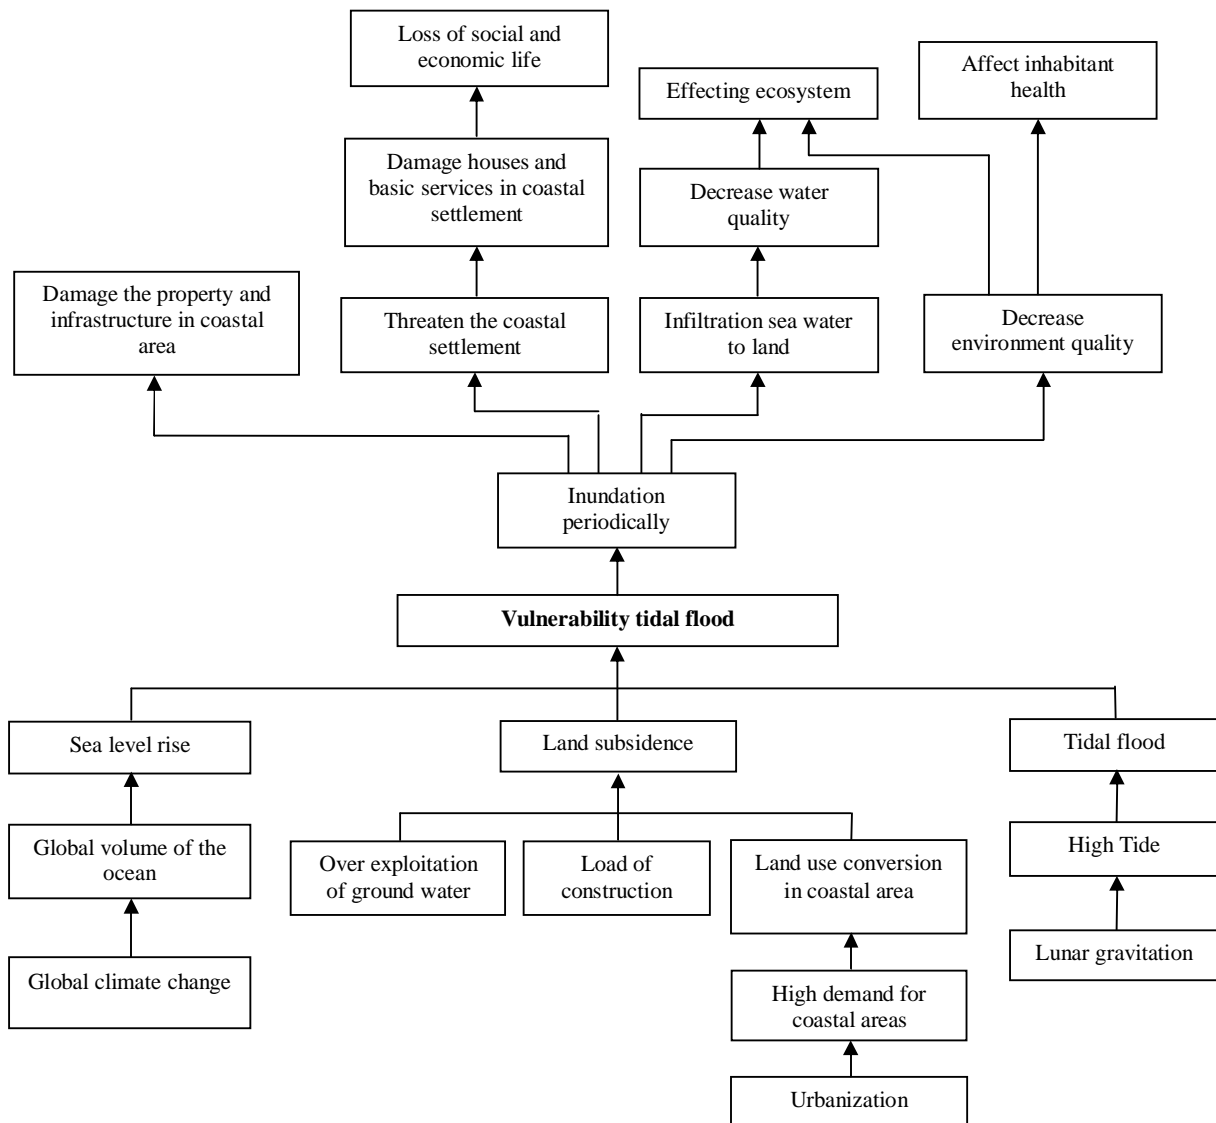 Loss of social and
economic life
Effecting ecosystem
Affect inhabitant
health
Damage houses and
basic services in coastal
settlement
Decrease water
quality
Damage the property and
infrastructure in coastal
area
Threaten the coastal
settlement
Infiltration sea water
to land
Decrease
environment quality
Inundation
periodically
Vulnerability tidal flood
Sea level rise
Land subsidence
Tidal flood
Global volume of the
ocean
Over exploitation
of ground water
Load of
construction
Land use conversion
in coastal area
High Tide
Global climate change
High demand for
coastal areas
Lunar gravitation
Urbanization